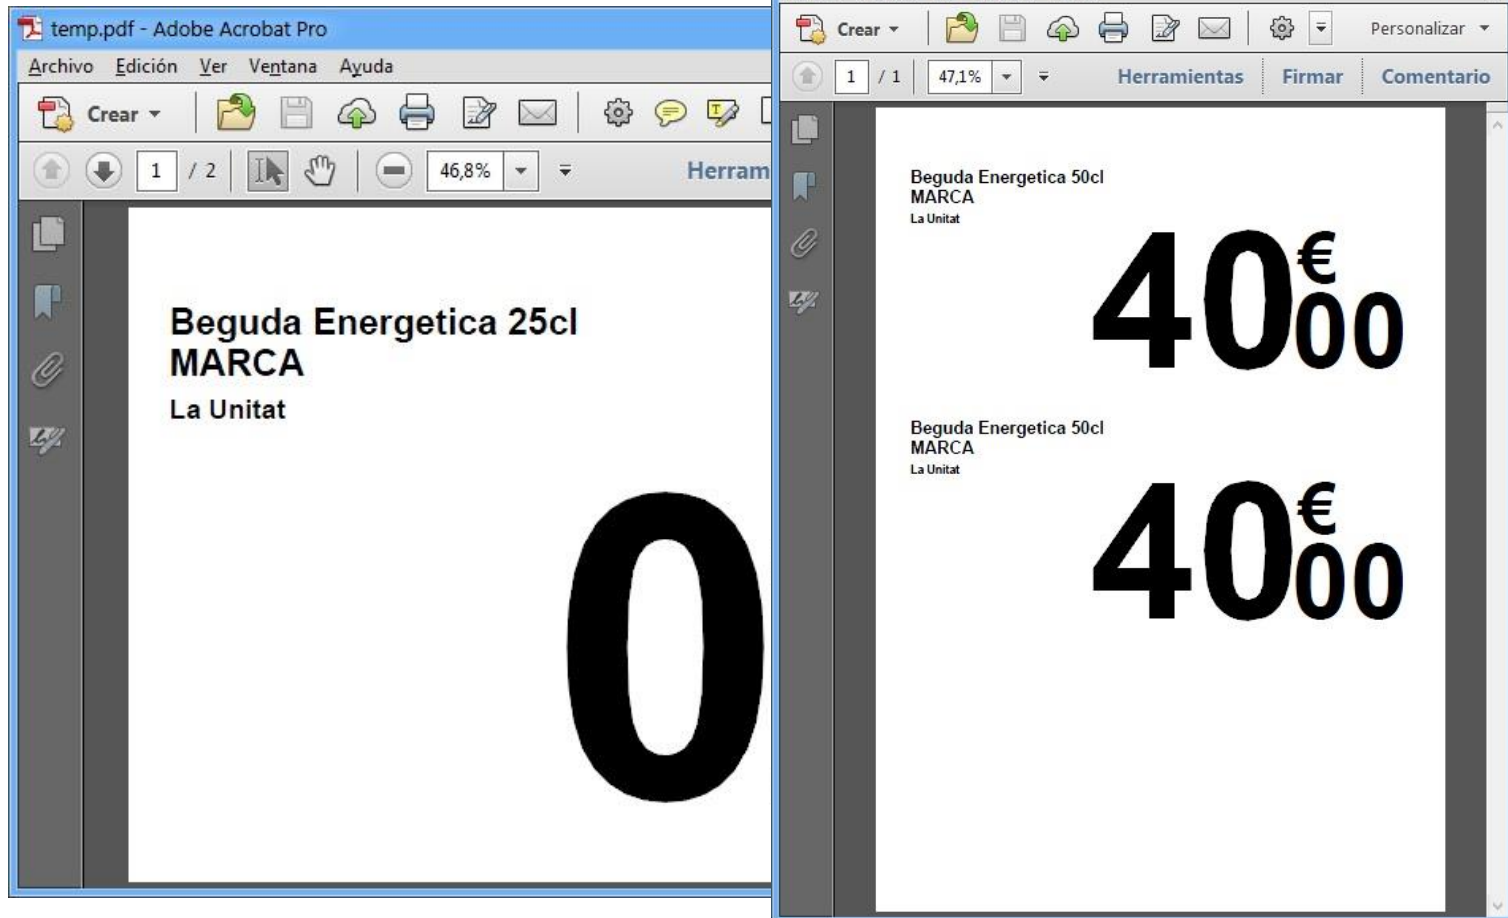 temp.pdf - Adobe Acrobat Pro
Archivo Edición Ver Ventana Ayuda
Crear
1 / 2 46,8% Herram
Beguda Energetica 25cl
MARCA
La Unitat
0
Crear Personalizar
1 / 1 47,1% Herramientas Firmar Comentario
Beguda Energetica 50cl
MARCA
La Unitat
40€00
Beguda Energetica 50cl
MARCA
La Unitat
40€00